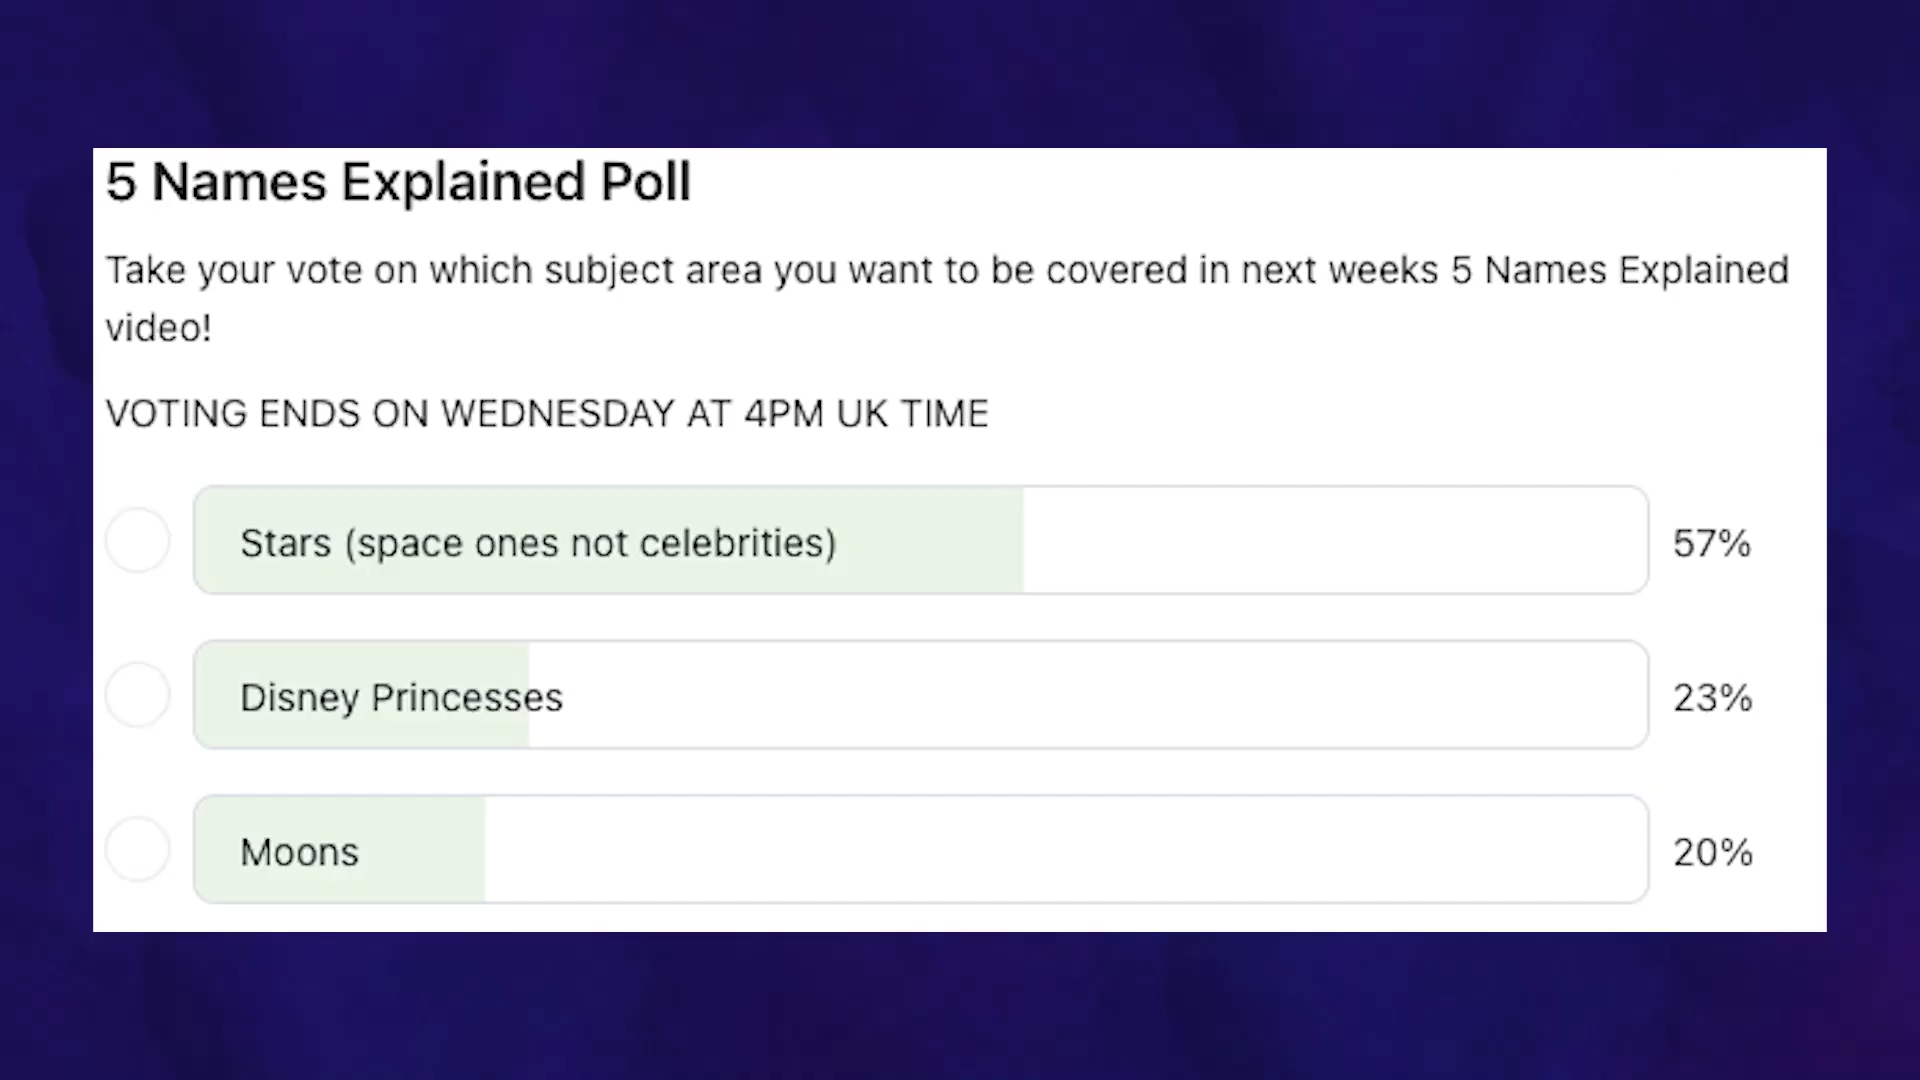 5 Names Explained Poll
Take your vote on which subject area you want to be covered in next weeks 5 Names Explained
video!
VOTING ENDS ON WEDNESDAY AT 4PM UK TIME
Stars (space ones not celebrities) 57%
Disney Princesses 23%
Moons 20%